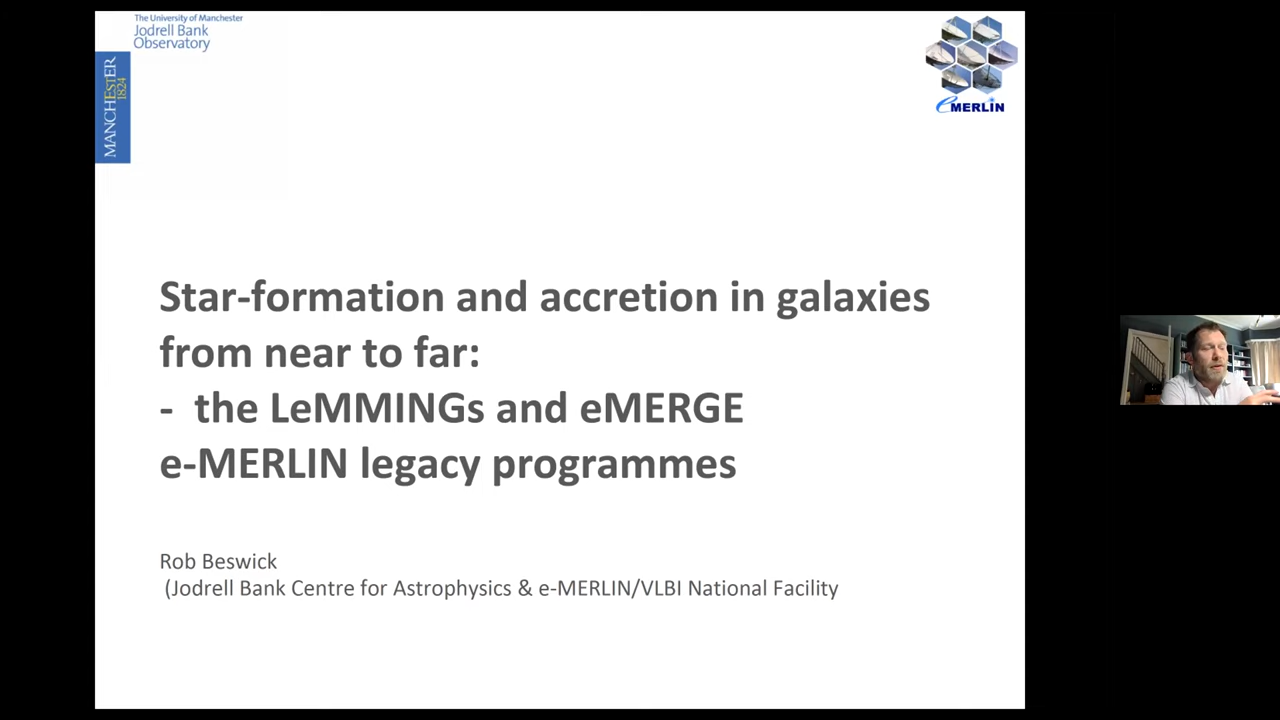 The University of Manchester
Jodrell Bank
Observatory
MANCHESTER
1824
e-MERLIN
Star-formation and accretion in galaxies
from near to far:
- the LeMMINGs and eMERGE
e-MERLIN legacy programmes
Rob Beswick
(Jodrell Bank Centre for Astrophysics & e-MERLIN/VLBI National Facility